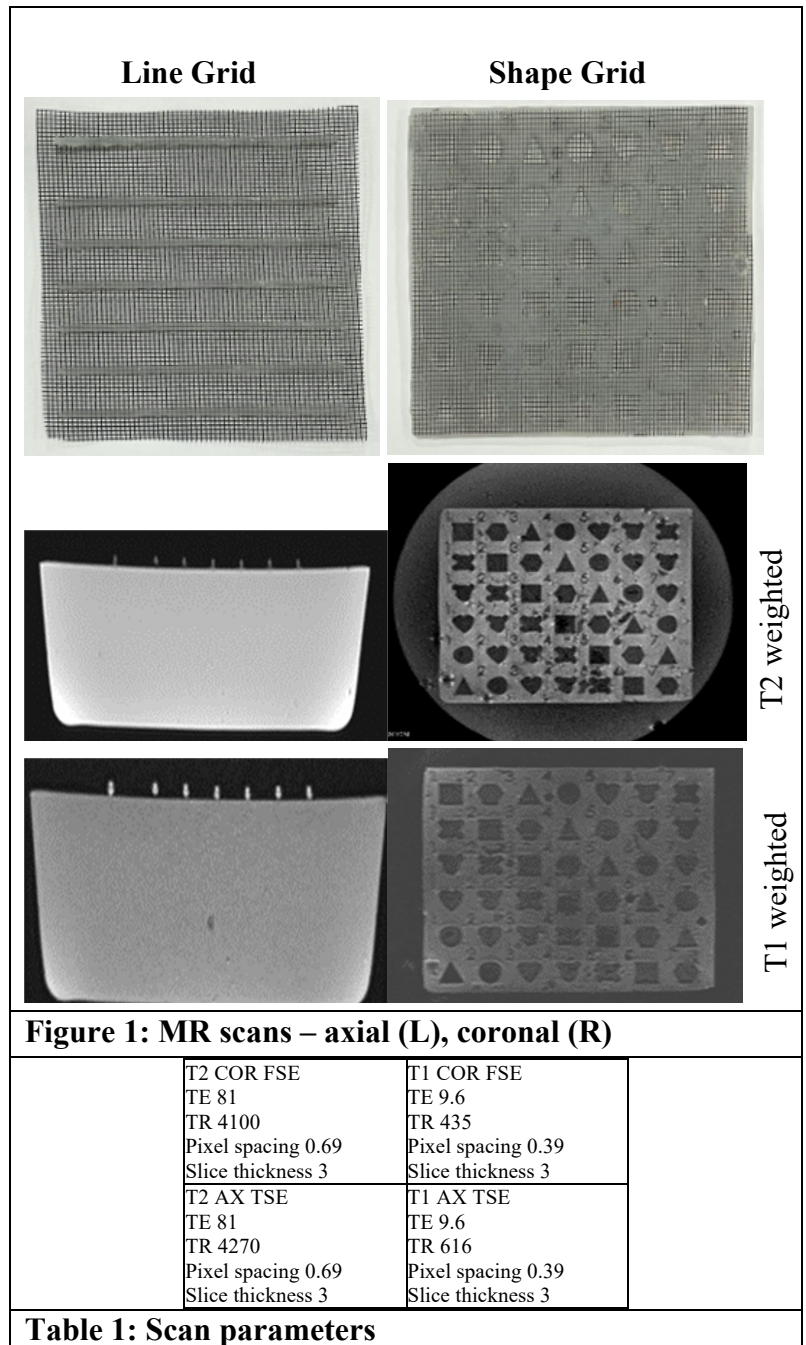 Line Grid
Shape Grid
T2 weighted
T1 weighted
Figure 1: MR scans – axial (L), coronal (R)
T2 COR FSE
TE 81
TR 4100
Pixel spacing 0.69
Slice thickness 3
T1 COR FSE
TE 9.6
TR 435
Pixel spacing 0.39
Slice thickness 3
T2 AX TSE
TE 81
TR 4270
Pixel spacing 0.69
Slice thickness 3
T1 AX TSE
TE 9.6
TR 616
Pixel spacing 0.39
Slice thickness 3
Table 1: Scan parameters